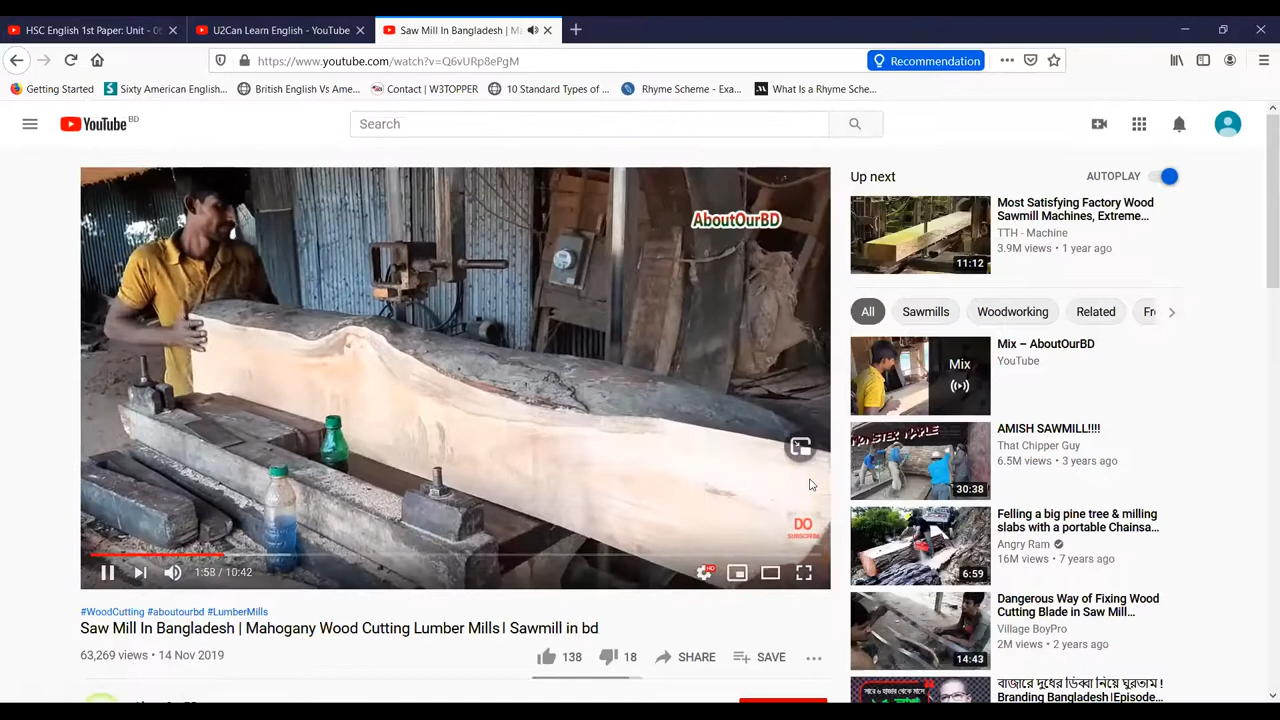 HSC English 1st Paper: Unit - 06
U2Can Learn English - YouTube
Saw Mill In Bangladesh | Ma
https://www.youtube.com/watch?v=Q6vURp8ePgM
Recommendation
Getting Started
Sixty American English...
British English Vs Ame...
Contact | W3TOPPER
10 Standard Types of ...
Rhyme Scheme - Exa...
What Is a Rhyme Sche...
YouTube BD
Search
AboutOurBD
DO
SUBSCRIBE
1:58 / 10:42
HD
#WoodCutting #aboutourbd #LumberMills
Saw Mill In Bangladesh | Mahogany Wood Cutting Lumber Mills | Sawmill in bd
63,269 views • 14 Nov 2019
138
18
SHARE
SAVE
Up next
AUTOPLAY
Most Satisfying Factory Wood
Sawmill Machines, Extreme...
TTH - Machine
3.9M views • 1 year ago
11:12
All
Sawmills
Woodworking
Related
Mix
Mix – AboutOurBD
YouTube
MONSTER MAPLE
AMISH SAWMILL!!!!
That Chipper Guy
6.5M views • 3 years ago
30:38
Felling a big pine tree & milling
slabs with a portable Chainsa...
Angry Ram
16M views • 7 years ago
6:59
Dangerous Way of Fixing Wood
Cutting Blade in Saw Mill...
Village BoyPro
2M views • 2 years ago
14:43
বাজারে দুধের ডিব্বা নিয়ে ঘুরতাম !
Branding Bangladesh |Episode...